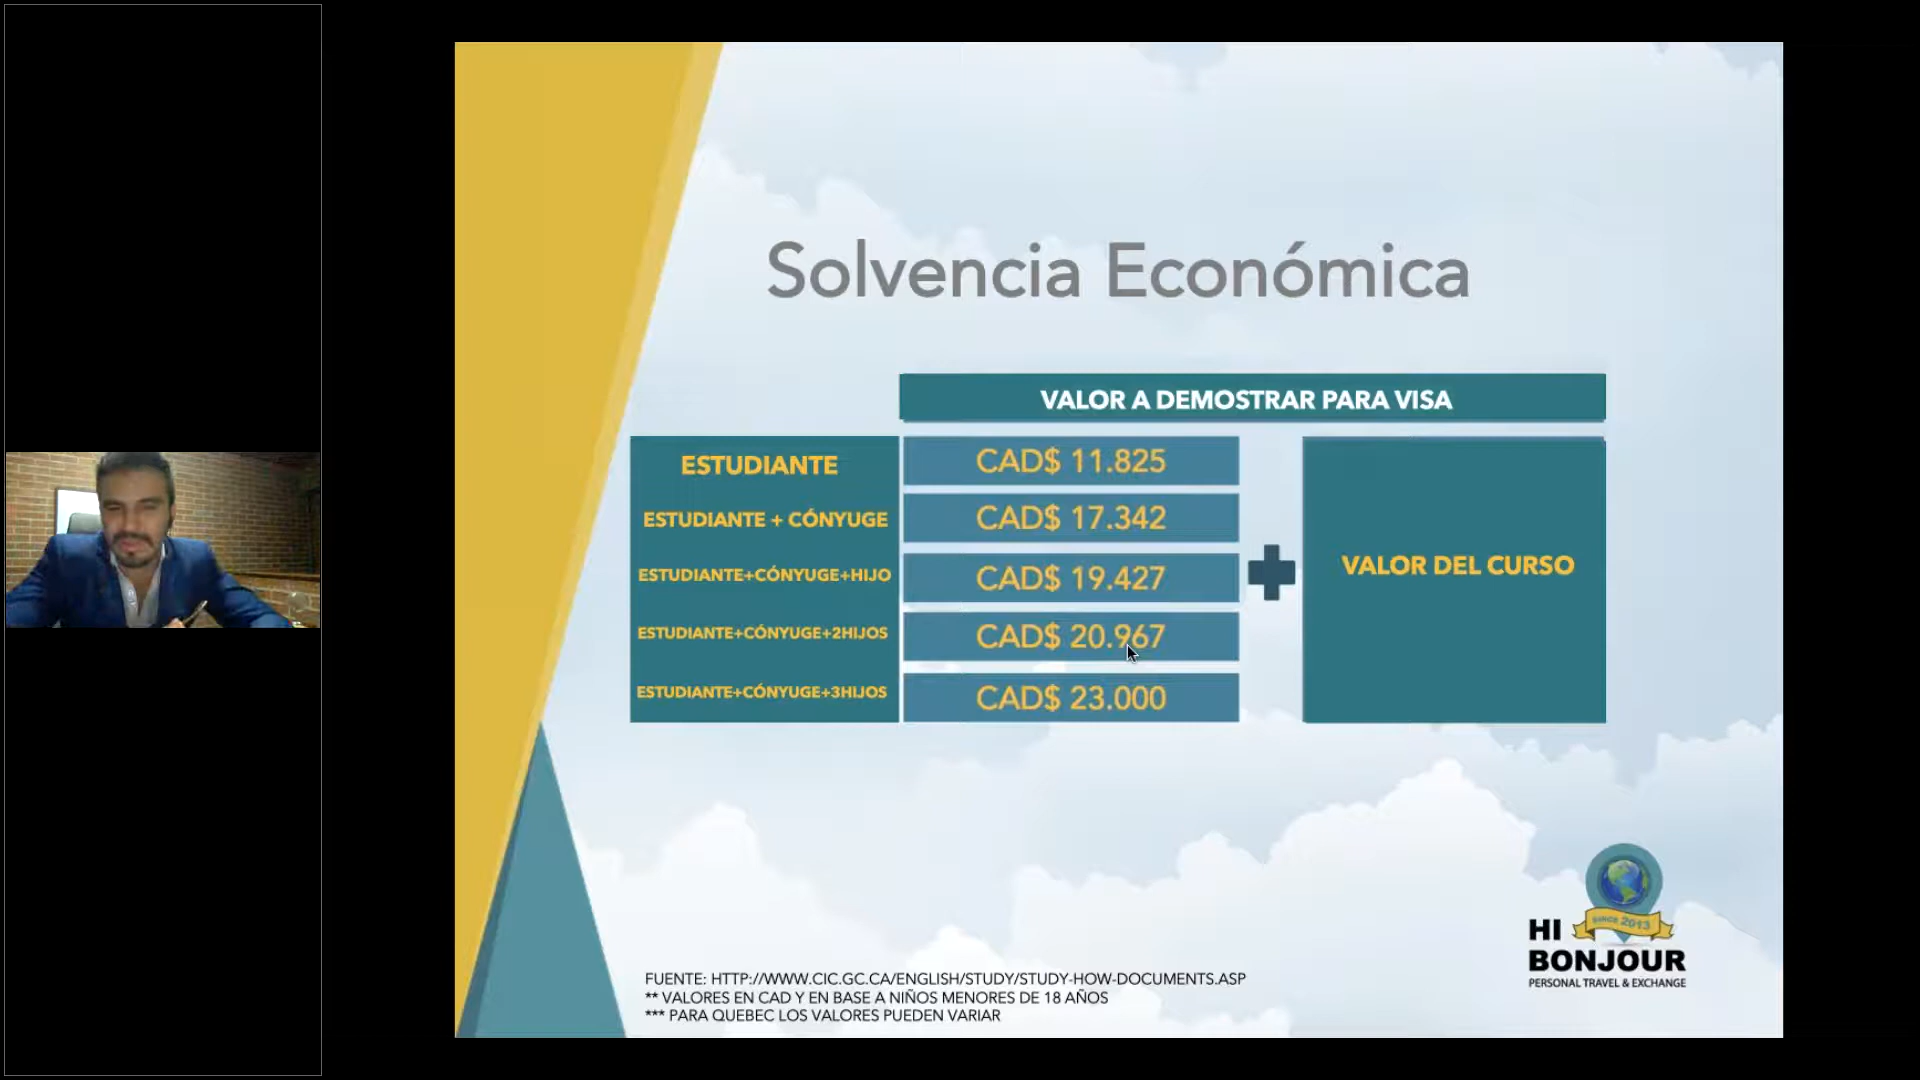 Solvencia Económica
VALOR A DEMOSTRAR PARA VISA
ESTUDIANTE
CAD$ 11.825
ESTUDIANTE + CÓNYUGE
CAD$ 17.342
ESTUDIANTE+CÓNYUGE+HIJO
CAD$ 19.427
ESTUDIANTE+CÓNYUGE+2HIJOS
CAD$ 20.967
ESTUDIANTE+CÓNYUGE+3HIJOS
CAD$ 23.000
VALOR DEL CURSO
SINCE 2013
HI
BONJOUR
PERSONAL TRAVEL & EXCHANGE
FUENTE: HTTP://WWW.CIC.GC.CA/ENGLISH/STUDY/STUDY-HOW-DOCUMENTS.ASP
** VALORES EN CAD Y EN BASE A NIÑOS MENORES DE 18 AÑOS
*** PARA QUEBEC LOS VALORES PUEDEN VARIAR